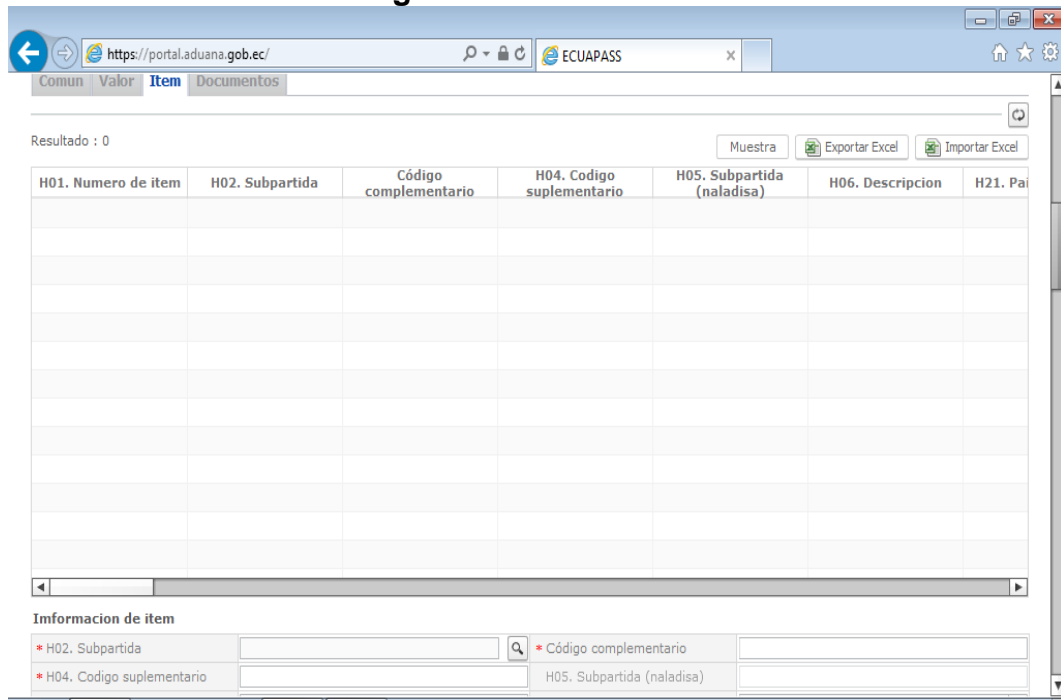 g
https://portal.aduana.gob.ec/
ECUAPASS
Comun Valor Item Documentos
Resultado : 0
Muestra Exportar Excel Importar Excel
H01. Numero de item H02. Subpartida Código complementario H04. Codigo suplementario H05. Subpartida (naladisa) H06. Descripcion H21. Pai
Imformacion de item
* H02. Subpartida * Código complementario
* H04. Codigo suplementario H05. Subpartida (naladisa)